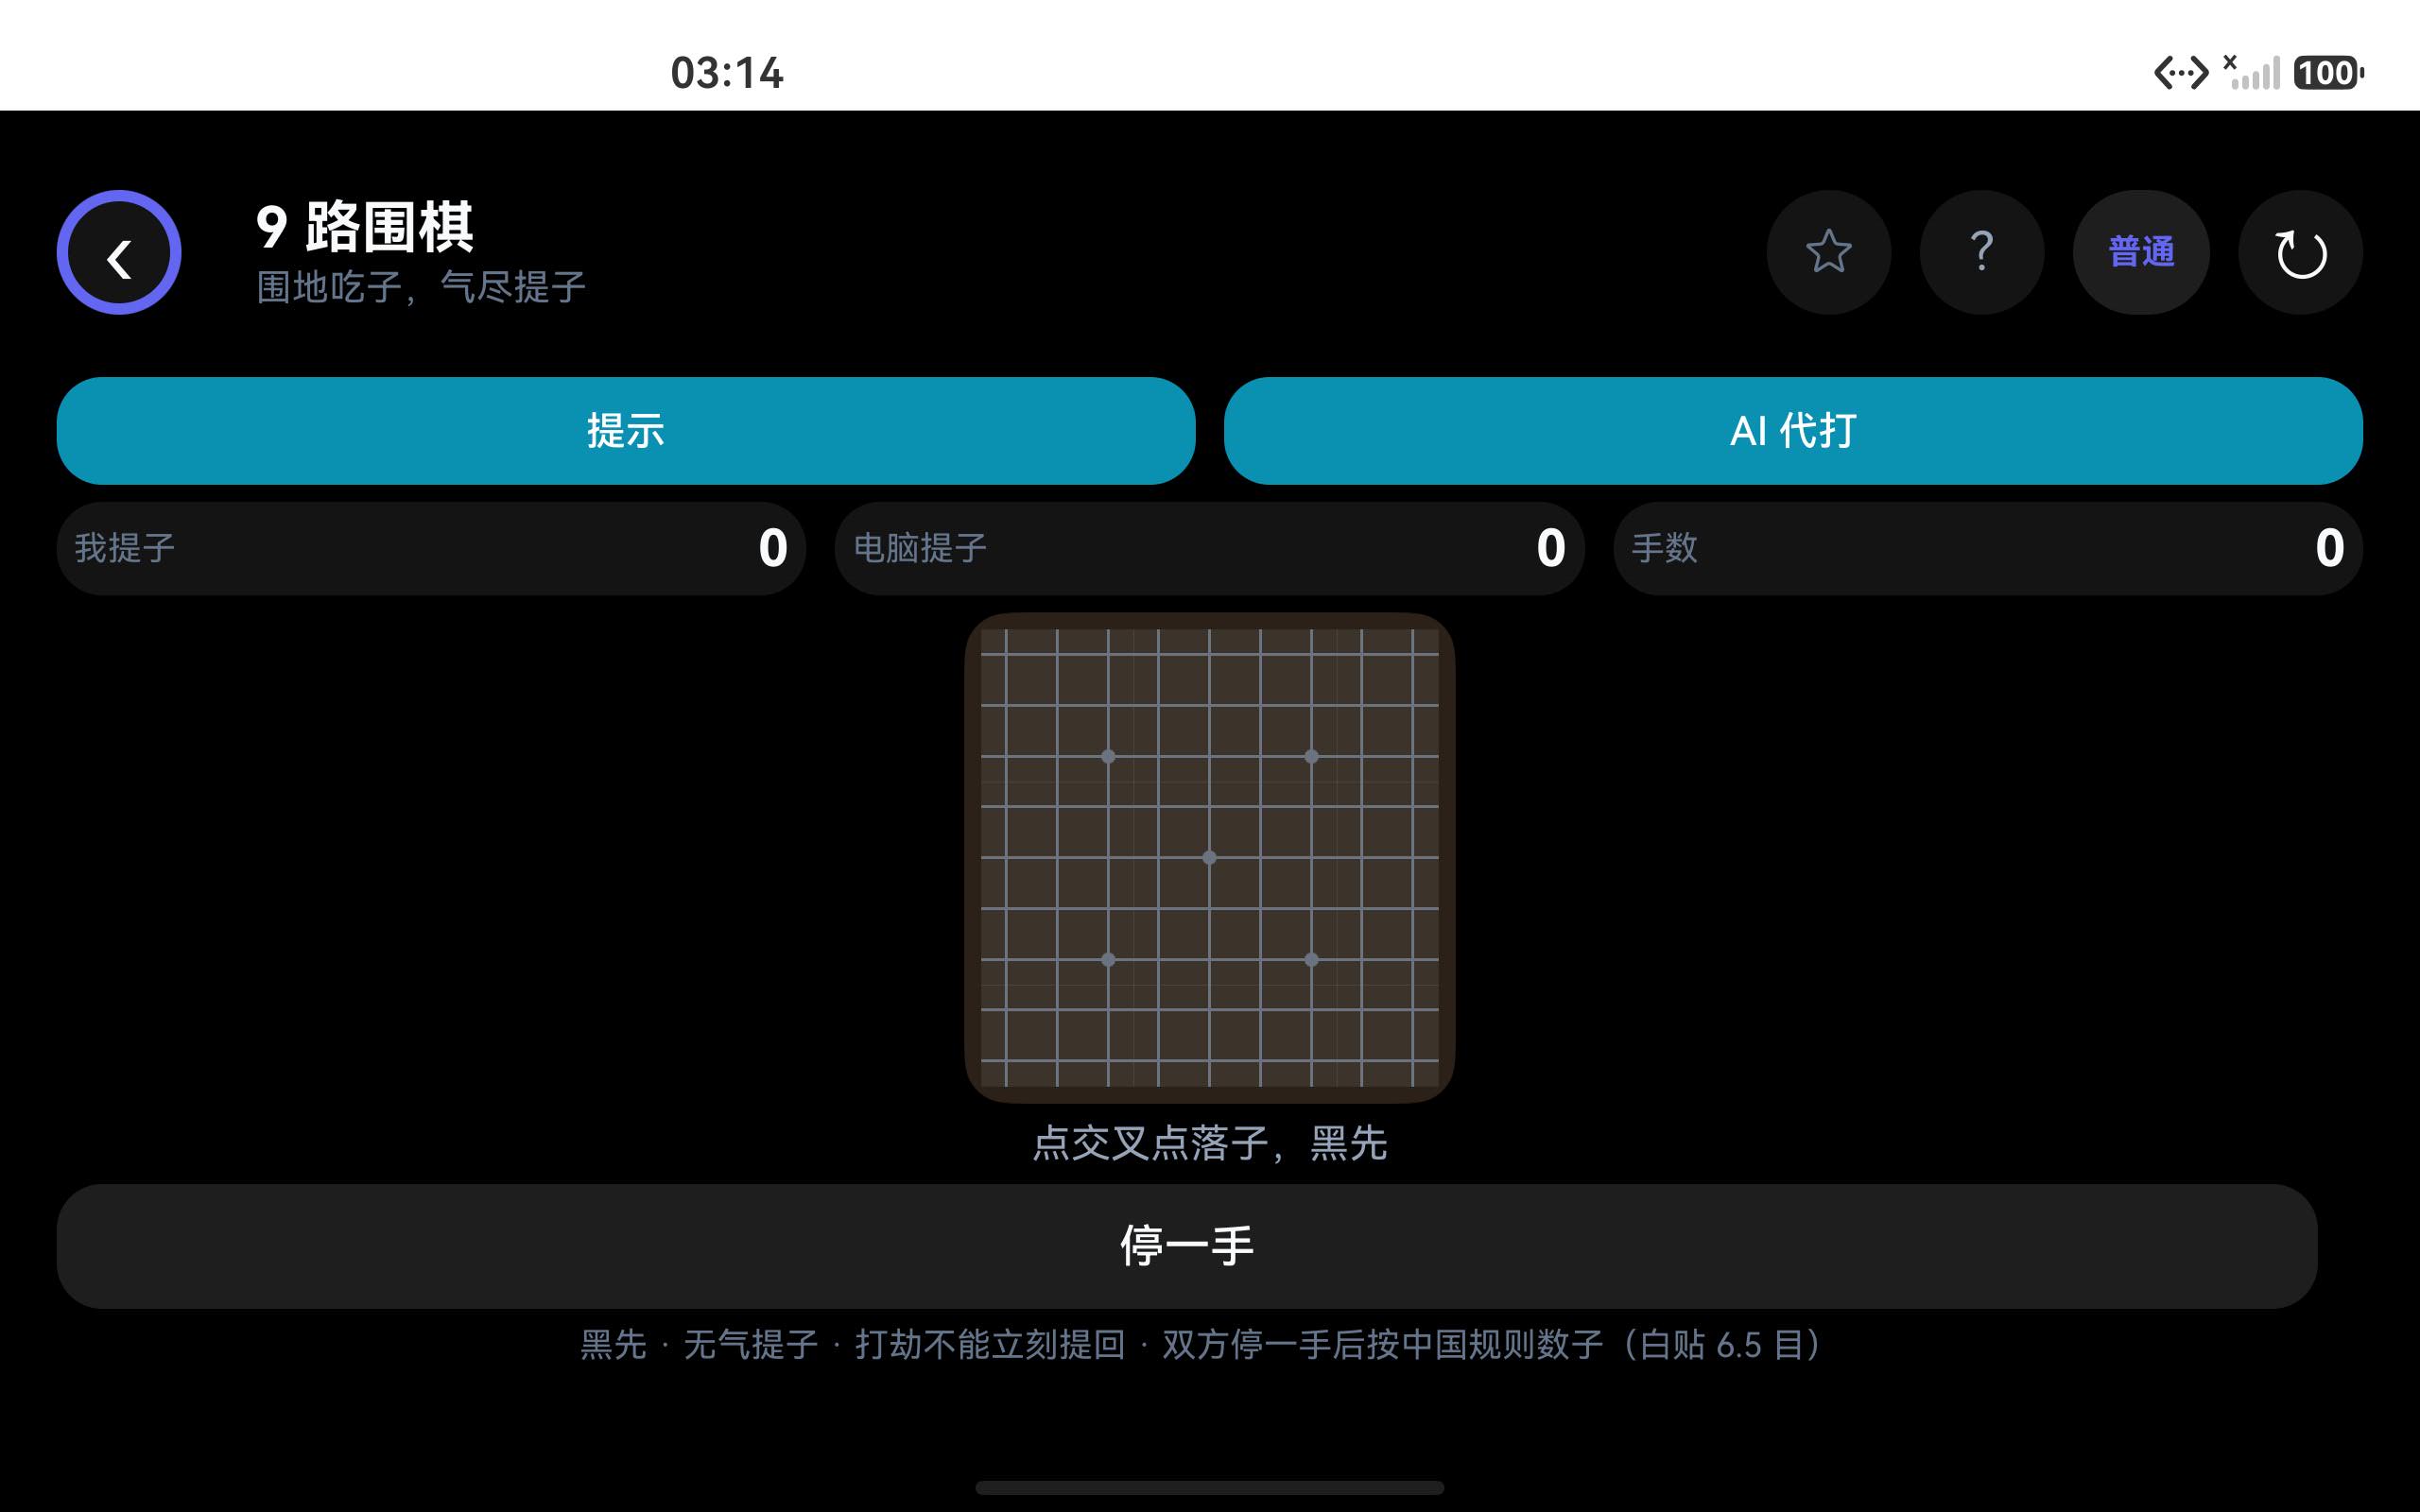 03:14
100
9 路围棋
围地吃子，气尽提子
?
普通
提示
AI 代打
我提子
0
电脑提子
0
手数
0
点交叉点落子，黑先
停一手
黑先 · 无气提子 · 打劫不能立刻提回 · 双方停一手后按中国规则数子（白贴 6.5 目）